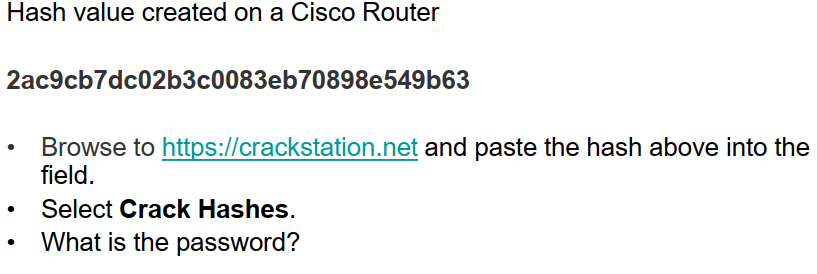 Hash value created on a Cisco Router
2ac9cb7dc02b3c0083eb70898e549b63
• Browse to https://crackstation.net and paste the hash above into the
field.
• Select Crack Hashes.
• What is the password?